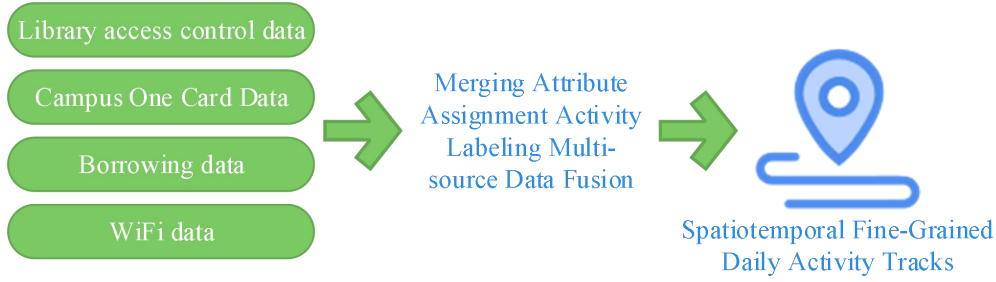 Library access control data
Campus One Card Data
Borrowing data
WiFi data
Merging Attribute
Assignment Activity
Labeling Multi-
source Data Fusion
Spatiotemporal Fine-Grained
Daily Activity Tracks